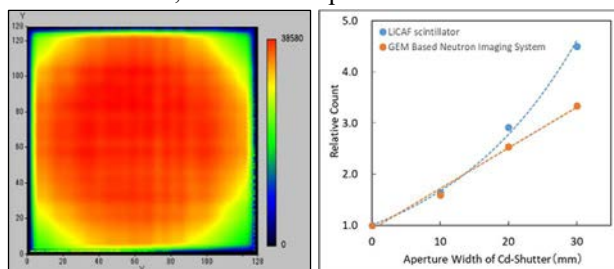 Y
128
120
100
80
60
40
20
0
0 20 40 60 80 100 120
38580
0
5.0
4.0
3.0
2.0
1.0
Relative Count
LiCAF scintillator
GEM Based Neutron Imaging System
0 10 20 30
Aperture Width of Cd-Shutter(mm)